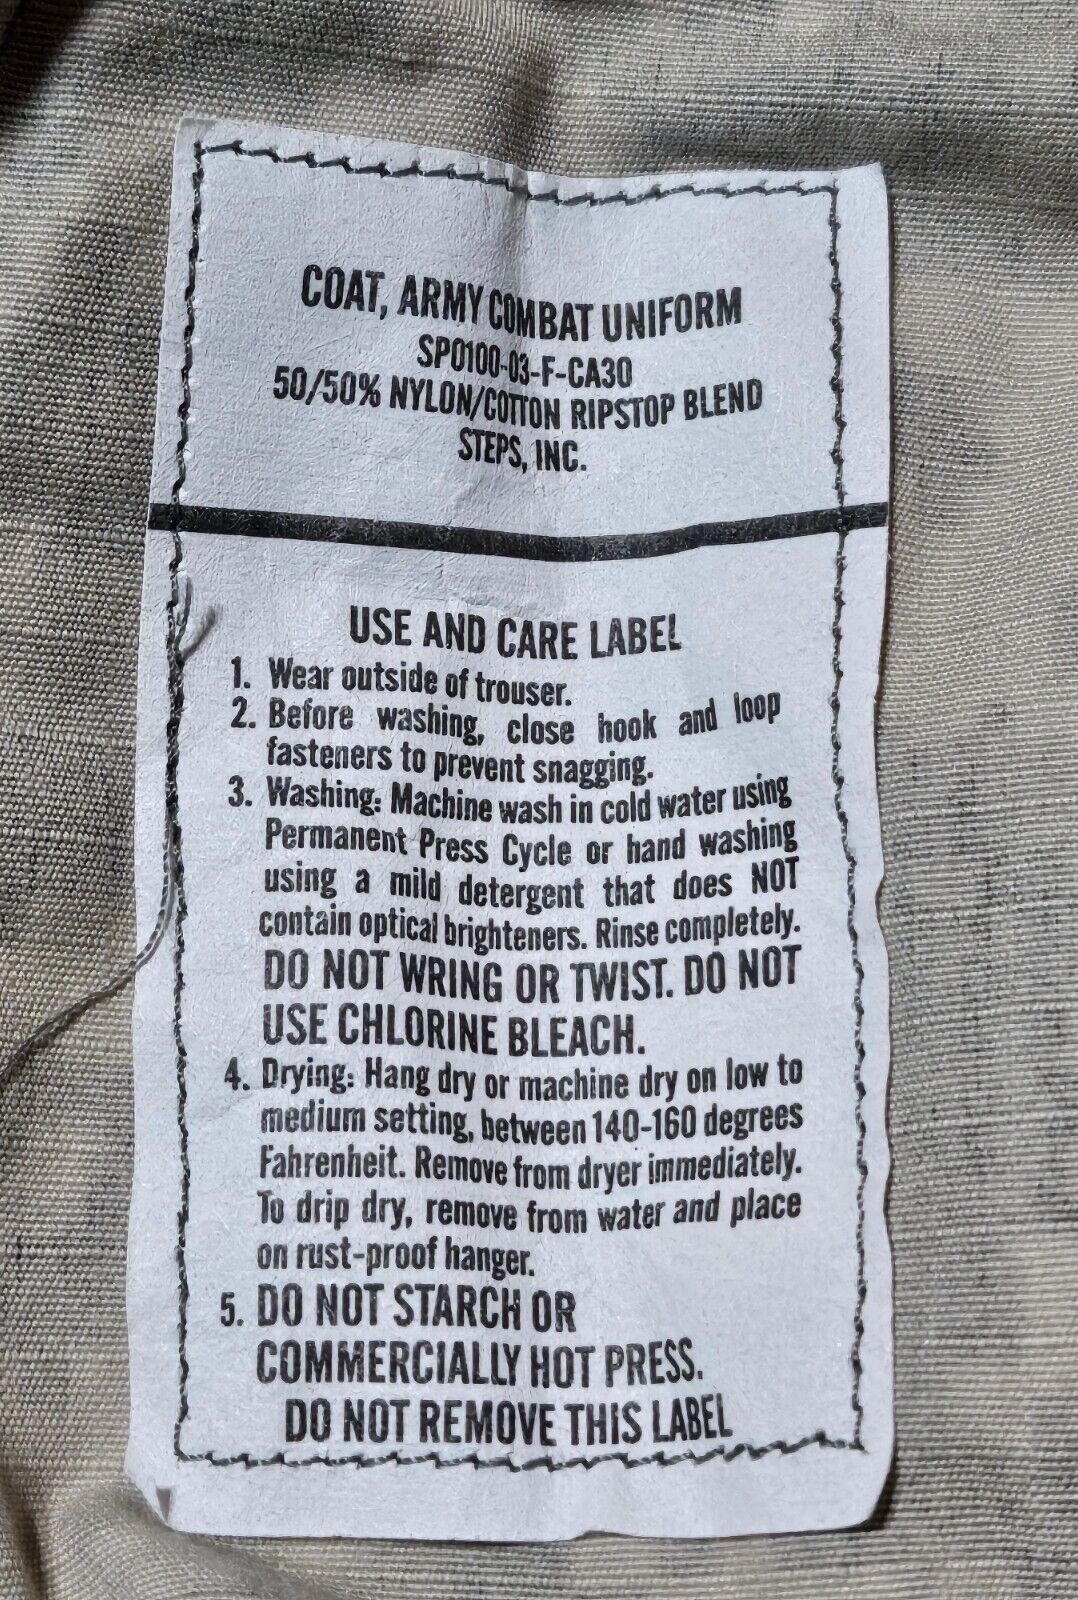 COAT, ARMY COMBAT UNIFORM
SPO100-03-F-CA30
50/50% NYLON/COTTON RIPSTOP BLEND
STEPS, INC.
USE AND CARE LABEL
1. Wear outside of trouser.
2. Before washing, close hook and loop
fasteners to prevent snagging.
3. Washing: Machine wash in cold water using
Permanent Press Cycle or hand washing
using a mild detergent that does NOT
contain optical brighteners. Rinse completely.
DO NOT WRING OR TWIST. DO NOT
USE CHLORINE BLEACH.
4. Drying: Hang dry or machine dry on low to
medium setting, between 140-160 degrees
Fahrenheit. Remove from dryer immediately.
To drip dry, remove from water and place
on rust-proof hanger.
5. DO NOT STARCH OR
COMMERCIALLY HOT PRESS.
DO NOT REMOVE THIS LABEL